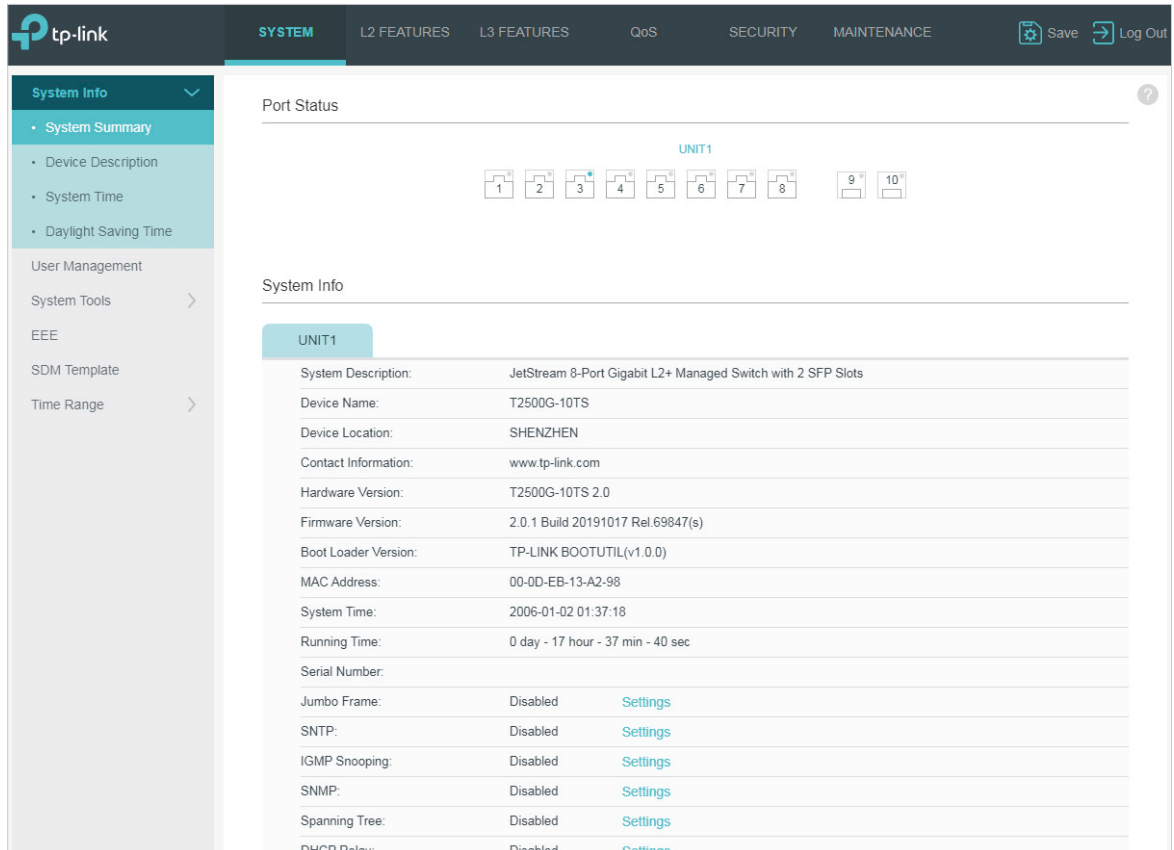 tp-link
SYSTEM L2 FEATURES L3 FEATURES QoS SECURITY MAINTENANCE Save Log Out
System Info
• System Summary
• Device Description
• System Time
• Daylight Saving Time
User Management
System Tools
EEE
SDM Template
Time Range
Port Status
?
UNIT1
1 2 3 4 5 6 7 8 9 10
System Info
UNIT1
System Description: JetStream 8-Port Gigabit L2+ Managed Switch with 2 SFP Slots
Device Name: T2500G-10TS
Device Location: SHENZHEN
Contact Information: www.tp-link.com
Hardware Version: T2500G-10TS 2.0
Firmware Version: 2.0.1 Build 20191017 Rel.69847(s)
Boot Loader Version: TP-LINK BOOTUTIL(v1.0.0)
MAC Address: 00-0D-EB-13-A2-98
System Time: 2006-01-02 01:37:18
Running Time: 0 day - 17 hour - 37 min - 40 sec
Serial Number:
Jumbo Frame: Disabled Settings
SNTP: Disabled Settings
IGMP Snooping: Disabled Settings
SNMP: Disabled Settings
Spanning Tree: Disabled Settings
DHCP Relay: Disabled Settings